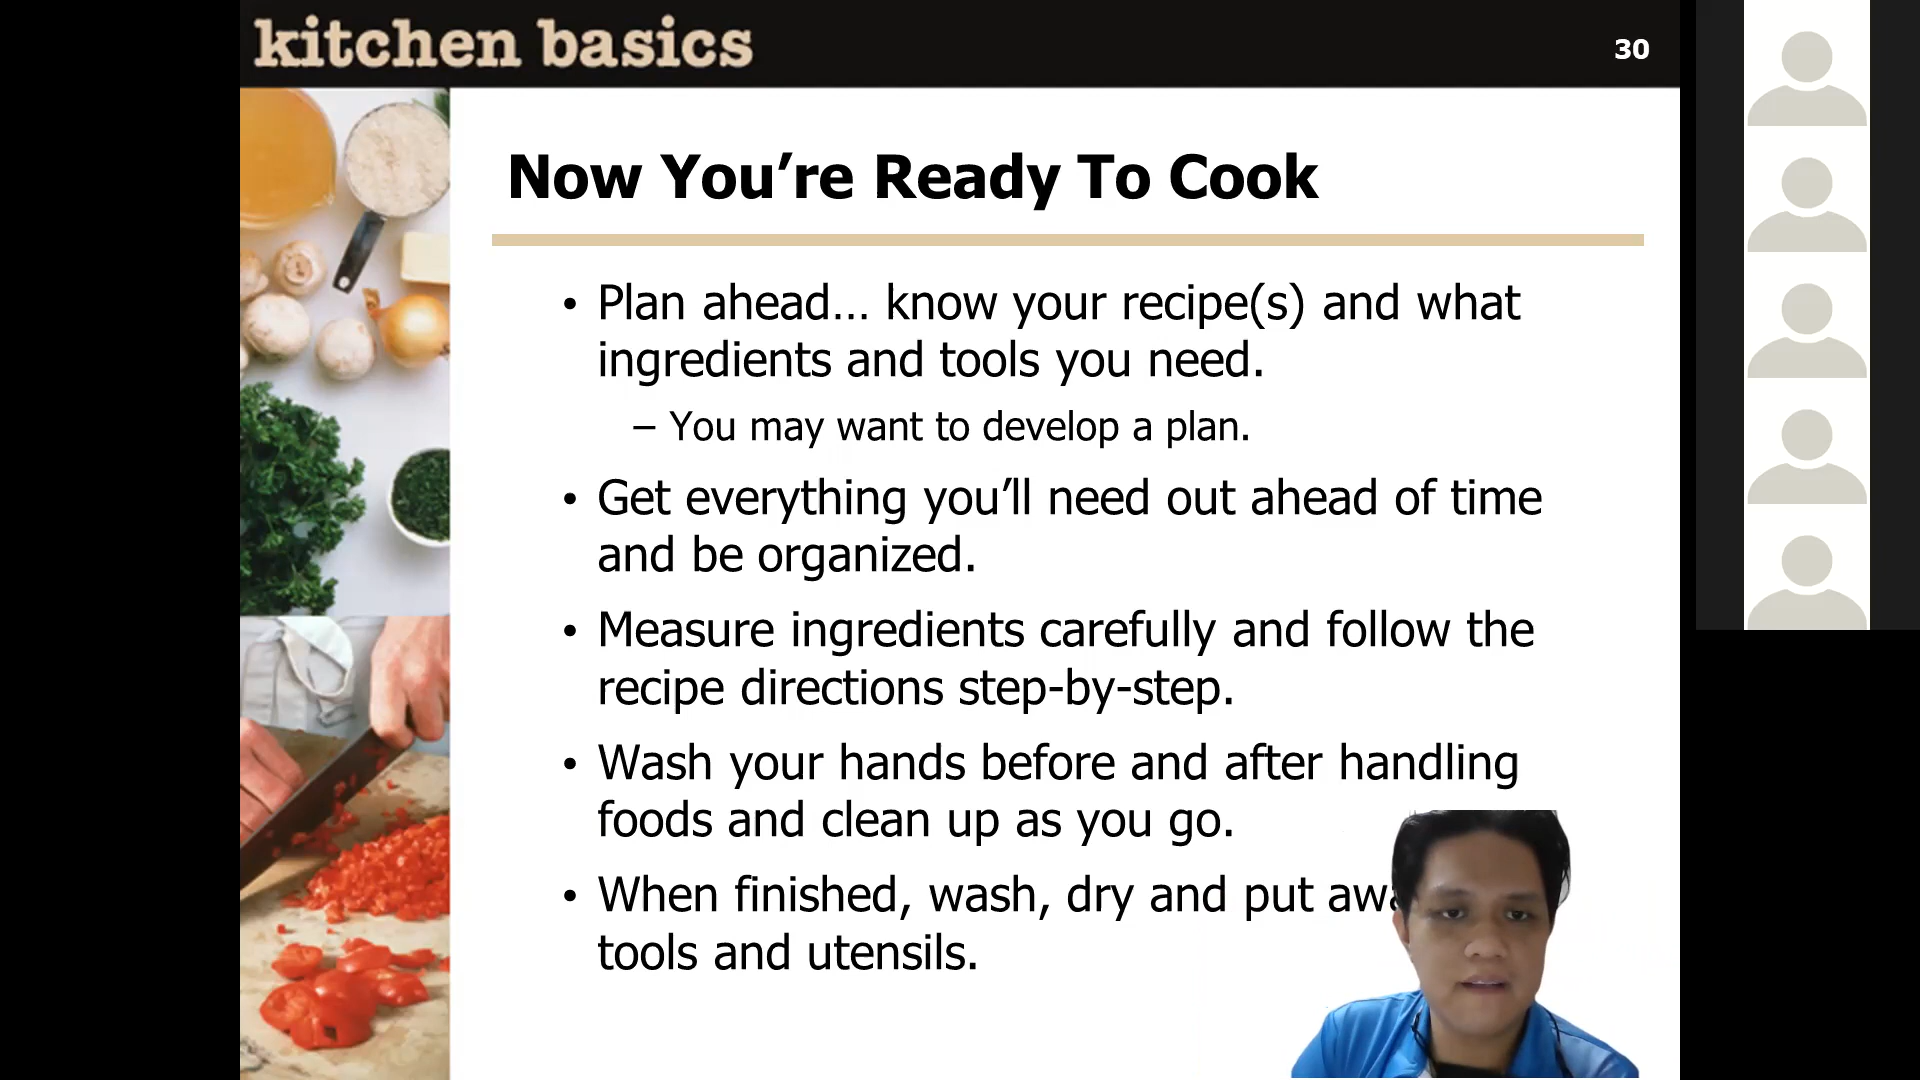 kitchen basics
30
Now You’re Ready To Cook
• Plan ahead… know your recipe(s) and what
ingredients and tools you need.
– You may want to develop a plan.
• Get everything you’ll need out ahead of time
and be organized.
• Measure ingredients carefully and follow the
recipe directions step-by-step.
• Wash your hands before and after handling
foods and clean up as you go.
• When finished, wash, dry and put
tools and utensils.